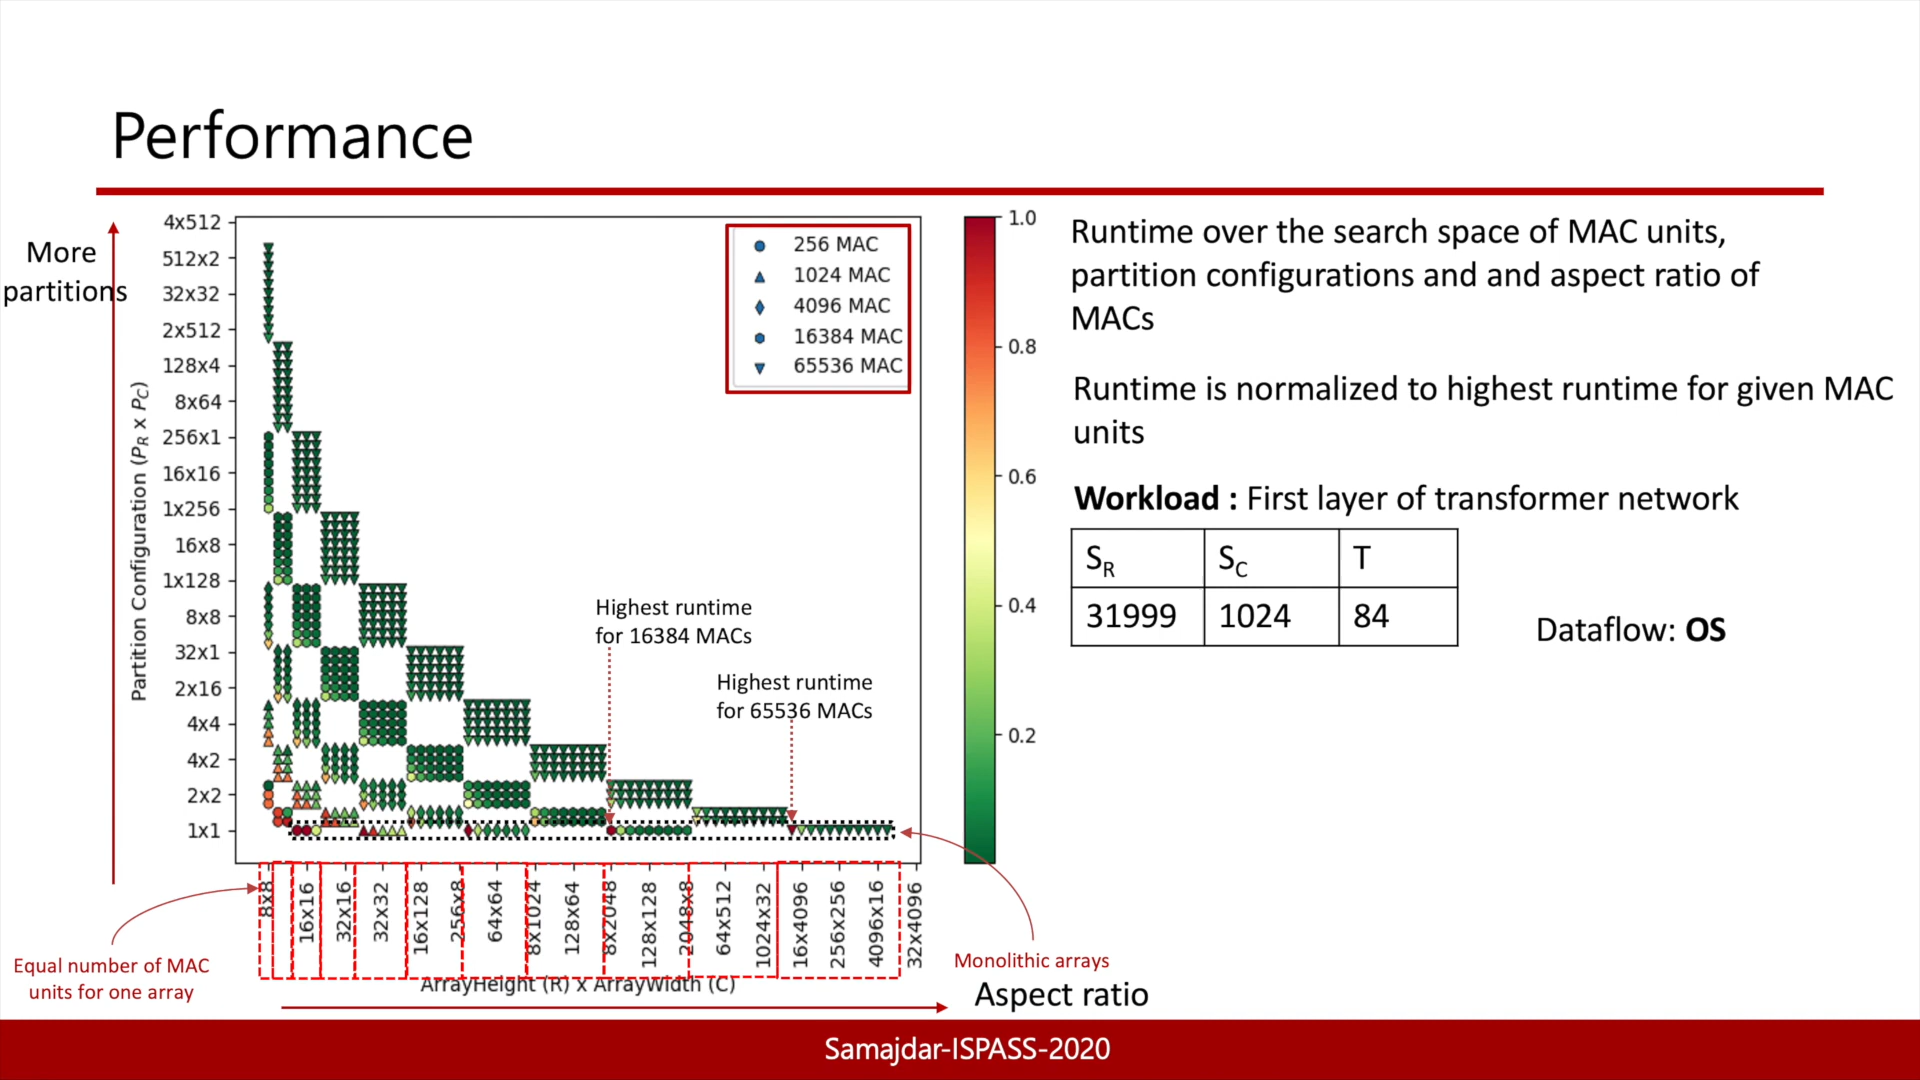 Performance
More
partitions
Partition Configuration (P_R x P_C)
4x512
512x2
32x32
2x512
128x4
8x64
256x1
16x16
1x256
16x8
1x128
8x8
32x1
2x16
4x4
4x2
2x2
1x1
256 MAC
1024 MAC
4096 MAC
16384 MAC
65536 MAC
Highest runtime
for 16384 MACs
Highest runtime
for 65536 MACs
1.0
0.8
0.6
0.4
0.2
8x8
16x16
32x16
32x32
16x128
256x8
64x64
8x1024
128x64
8x2048
128x128
2048x8
64x512
1024x32
16x4096
256x256
4096x16
32x4096
ArrayHeight (R) x ArrayWidth (C)
Equal number of MAC
units for one array
Monolithic arrays
Aspect ratio
Runtime over the search space of MAC units,
partition configurations and and aspect ratio of
MACs
Runtime is normalized to highest runtime for given MAC
units
Workload : First layer of transformer network
S_R S_C T
31999 1024 84
Dataflow: OS
Samajdar-ISPASS-2020